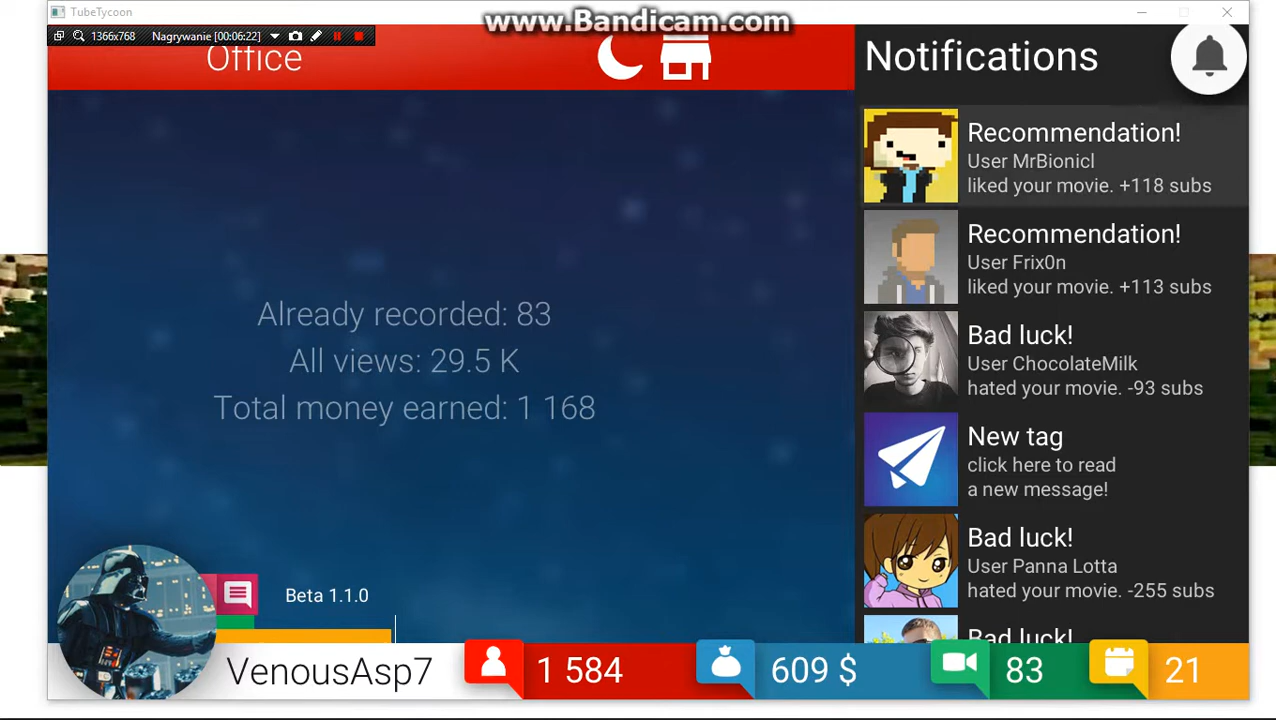 TubeTycoon
www.Bandicam.com
1366x768 Nagrywanie [00:06:22]
Office
Notifications
Recommendation!
User MrBionicl
liked your movie. +118 subs
Recommendation!
User Frix0n
liked your movie. +113 subs
Already recorded: 83
All views: 29.5 K
Total money earned: 1 168
Bad luck!
User ChocolateMilk
hated your movie. -93 subs
New tag
click here to read
a new message!
Bad luck!
User Panna Lotta
hated your movie. -255 subs
Bad luck!
Beta 1.1.0
VenousAsp7
1 584
609 $
83
21